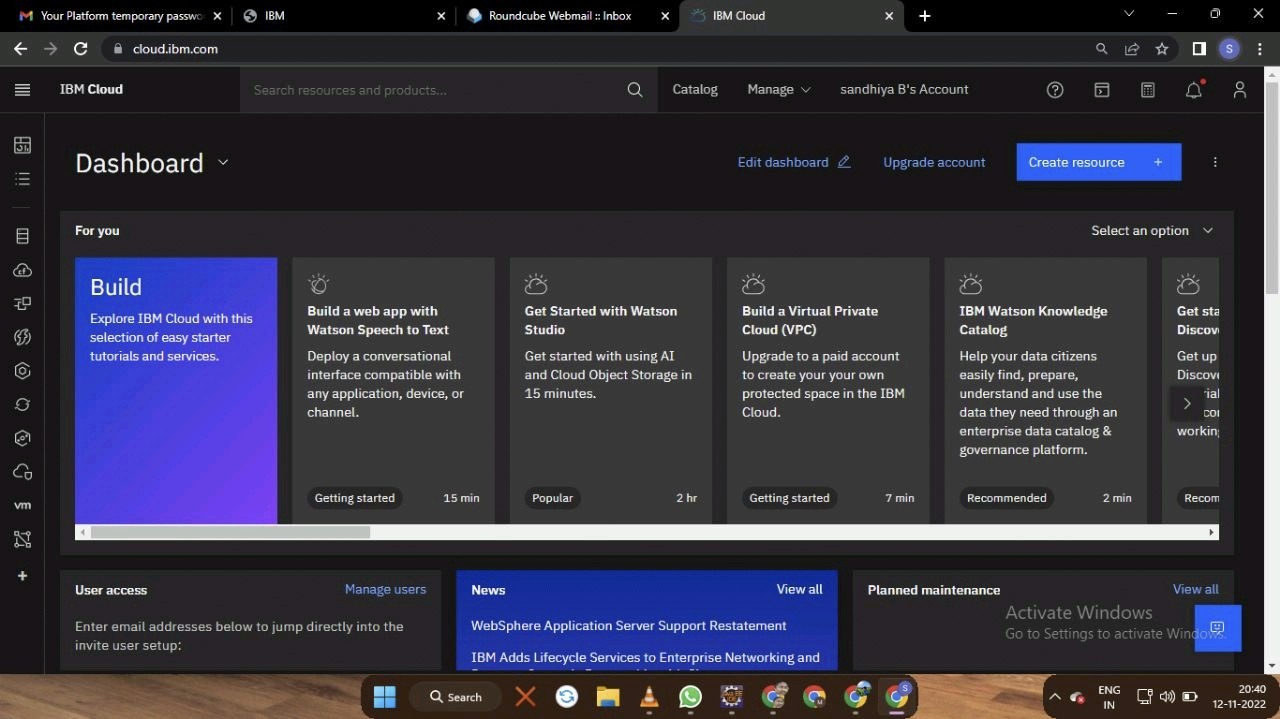 Your Platform temporary passwo
IBM
Roundcube Webmail :: Inbox
IBM Cloud
cloud.ibm.com
S
IBM Cloud
Search resources and products...
Catalog
Manage
sandhiya B's Account
Dashboard
Edit dashboard
Upgrade account
Create resource +
For you
Select an option
Build
Explore IBM Cloud with this
selection of easy starter
tutorials and services.
Build a web app with
Watson Speech to Text
Deploy a conversational
interface compatible with
any application, device, or
channel.
Getting started 15 min
Get Started with Watson
Studio
Get started with using AI
and Cloud Object Storage in
15 minutes.
Popular 2 hr
Build a Virtual Private
Cloud (VPC)
Upgrade to a paid account
to create your your own
protected space in the IBM
Cloud.
Getting started 7 min
IBM Watson Knowledge
Catalog
Help your data citizens
easily find, prepare,
understand and use the
data they need through an
enterprise data catalog &
governance platform.
Recommended 2 min
Get sta
Discov
Get up
Discov
working
Recom
vm
User access
Manage users
Enter email addresses below to jump directly into the
invite user setup:
News
View all
WebSphere Application Server Support Restatement
IBM Adds Lifecycle Services to Enterprise Networking and
Planned maintenance
View all
Activate Windows
Go to Settings to activate Windows.
Search
ENG
IN
20:40
12-11-2022